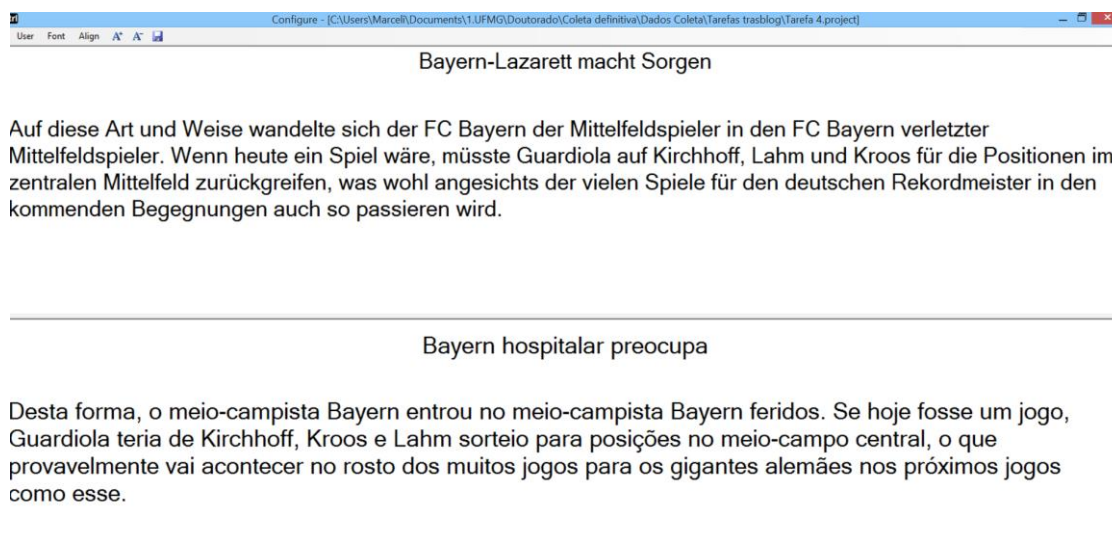 Configure - [C:\Users\Marceli\Documents\1.UFMG\Doutorado\Coleta definitiva\Dados Coleta\Tarefas trasblog\Tarefa 4.project]
User Font Align A˄ A˅
Bayern-Lazarett macht Sorgen
Auf diese Art und Weise wandelte sich der FC Bayern der Mittelfeldspieler in den FC Bayern verletzter
Mittelfeldspieler. Wenn heute ein Spiel wäre, müsste Guardiola auf Kirchhoff, Lahm und Kroos für die Positionen im
zentralen Mittelfeld zurückgreifen, was wohl angesichts der vielen Spiele für den deutschen Rekordmeister in den
kommenden Begegnungen auch so passieren wird.
Bayern hospitalar preocupa
Desta forma, o meio-campista Bayern entrou no meio-campista Bayern feridos. Se hoje fosse um jogo,
Guardiola teria de Kirchhoff, Kroos e Lahm sorteio para posições no meio-campo central, o que
provavelmente vai acontecer no rosto dos muitos jogos para os gigantes alemães nos próximos jogos
como esse.